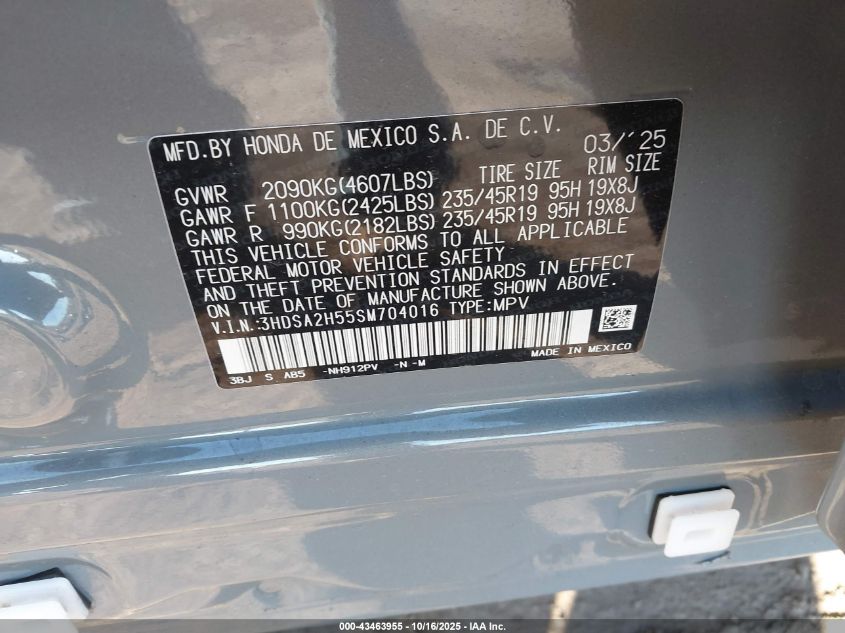 MFD.BY HONDA DE MEXICO S.A. DE C.V. 03/´25
TIRE SIZE RIM SIZE
GVWR 2090KG(4607LBS)
GAWR F 1100KG(2425LBS) 235/45R19 95H 19X8J
GAWR R 990KG(2182LBS) 235/45R19 95H 19X8J
THIS VEHICLE CONFORMS TO ALL APPLICABLE
FEDERAL MOTOR VEHICLE SAFETY
AND THEFT PREVENTION STANDARDS IN EFFECT
ON THE DATE OF MANUFACTURE SHOWN ABOVE.
V.I.N.3HDSA2H55SM704016 TYPE:MPV
MADE IN MEXICO
3BJ S AB5 -NH912PV -N -M
000-43463955 | 10/16/2025 | IAA Inc.